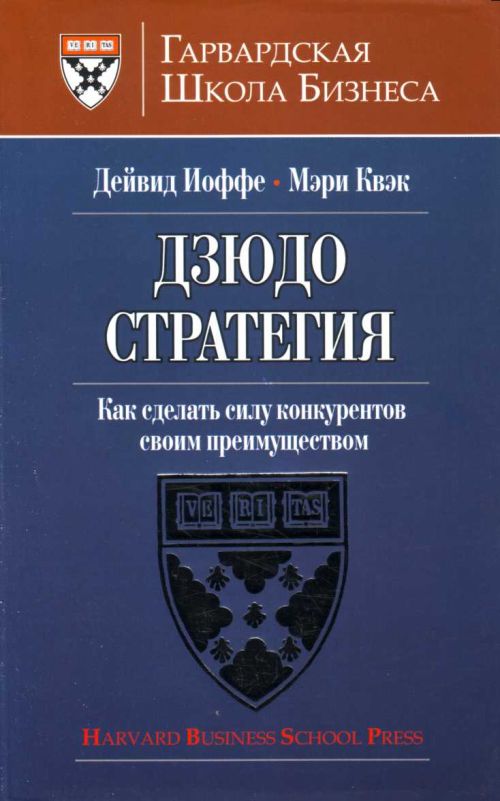 VE RI TAS
ГАРВАРДСКАЯ
ШКОЛА БИЗНЕСА
Дейвид Иоффе • Мэри Квэк
ДЗЮДО
СТРАТЕГИЯ
Как сделать силу конкурентов
своим преимуществом
VE RI TAS
HARVARD BUSINESS SCHOOL PRESS